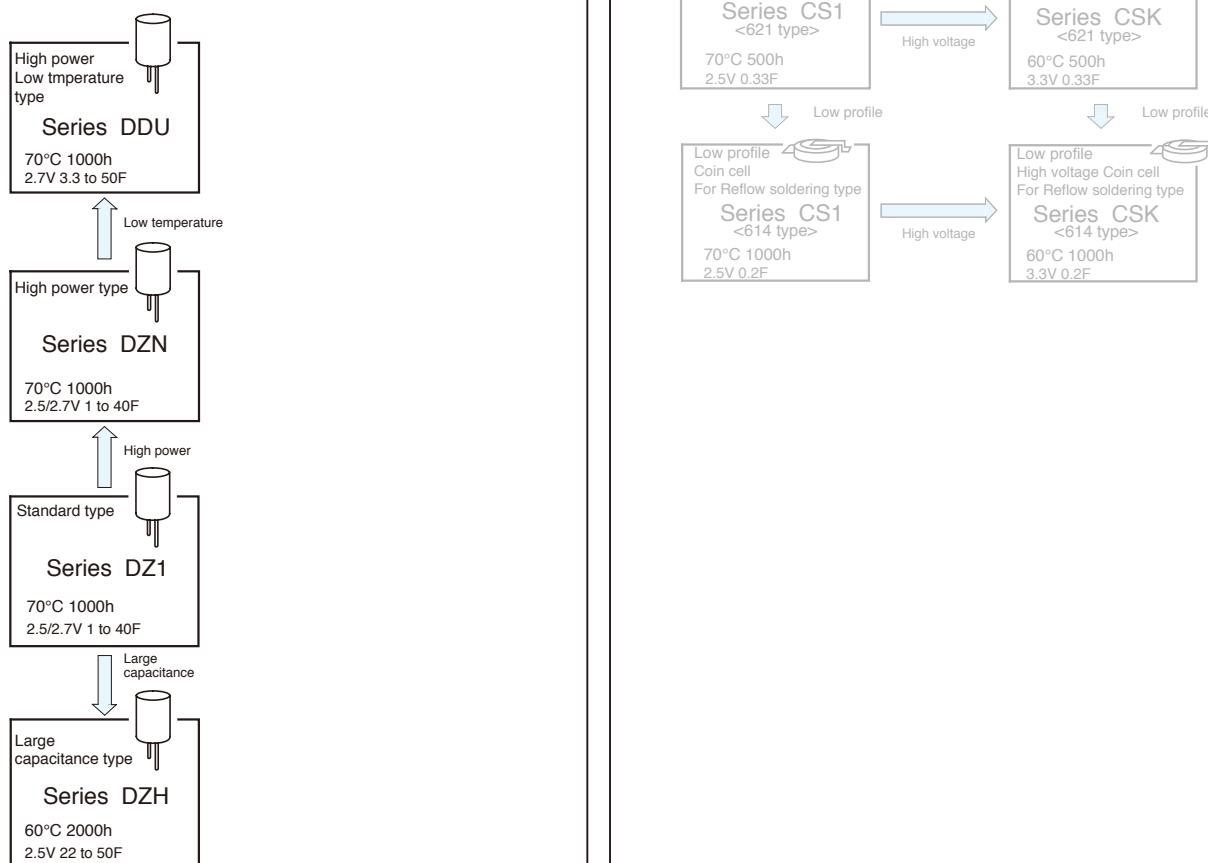 High power
Low tmperature
type
Series DDU
70°C 1000h
2.7V 3.3 to 50F
Low temperature
High power type
Series DZN
70°C 1000h
2.5/2.7V 1 to 40F
High power
Standard type
Series DZ1
70°C 1000h
2.5/2.7V 1 to 40F
Large
capacitance
Large
capacitance type
Series DZH
60°C 2000h
2.5V 22 to 50F
Series CS1
<621 type>
70°C 500h
2.5V 0.33F
High voltage
Series CSK
<621 type>
60°C 500h
3.3V 0.33F
Low profile
Low profile
Low profile
Coin cell
For Reflow soldering type
Series CS1
<614 type>
70°C 1000h
2.5V 0.2F
High voltage
Low profile
High voltage Coin cell
For Reflow soldering type
Series CSK
<614 type>
60°C 1000h
3.3V 0.2F